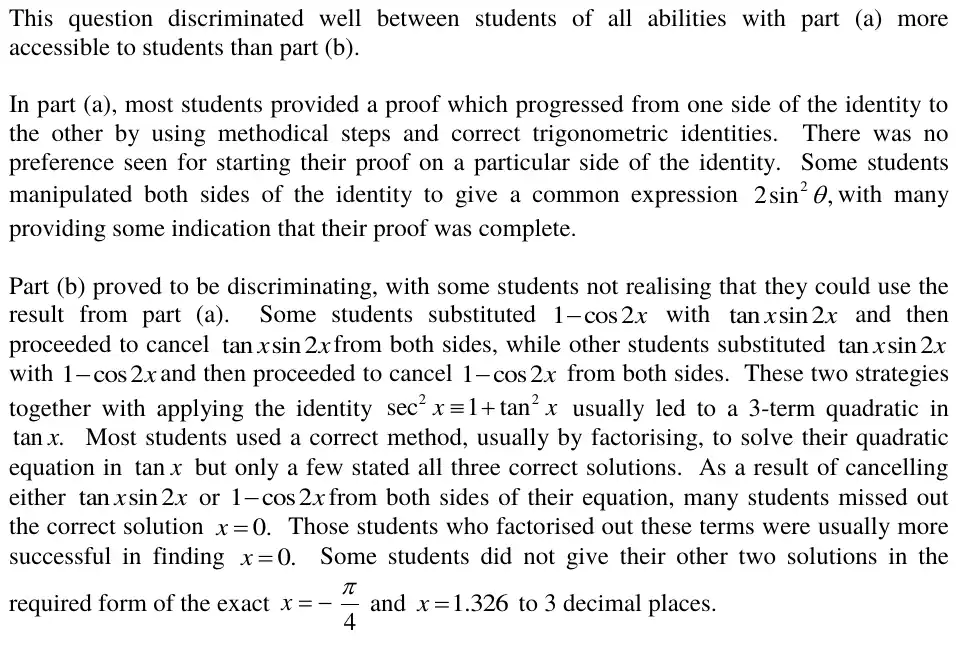 This question discriminated well between students of all abilities with part (a) more
accessible to students than part (b).
In part (a), most students provided a proof which progressed from one side of the identity to
the other by using methodical steps and correct trigonometric identities. There was no
preference seen for starting their proof on a particular side of the identity. Some students
manipulated both sides of the identity to give a common expression 2sin² θ, with many
providing some indication that their proof was complete.
Part (b) proved to be discriminating, with some students not realising that they could use the
result from part (a). Some students substituted 1−cos2x with tan x sin 2x and then
proceeded to cancel tan x sin 2x from both sides, while other students substituted tan x sin 2x
with 1−cos2x and then proceeded to cancel 1−cos2x from both sides. These two strategies
together with applying the identity sec² x ≡ 1+tan² x usually led to a 3-term quadratic in
tan x. Most students used a correct method, usually by factorising, to solve their quadratic
equation in tan x but only a few stated all three correct solutions. As a result of cancelling
either tan x sin 2x or 1−cos2x from both sides of their equation, many students missed out
the correct solution x = 0. Those students who factorised out these terms were usually more
successful in finding x = 0. Some students did not give their other two solutions in the
required form of the exact x = − π/4 and x = 1.326 to 3 decimal places.